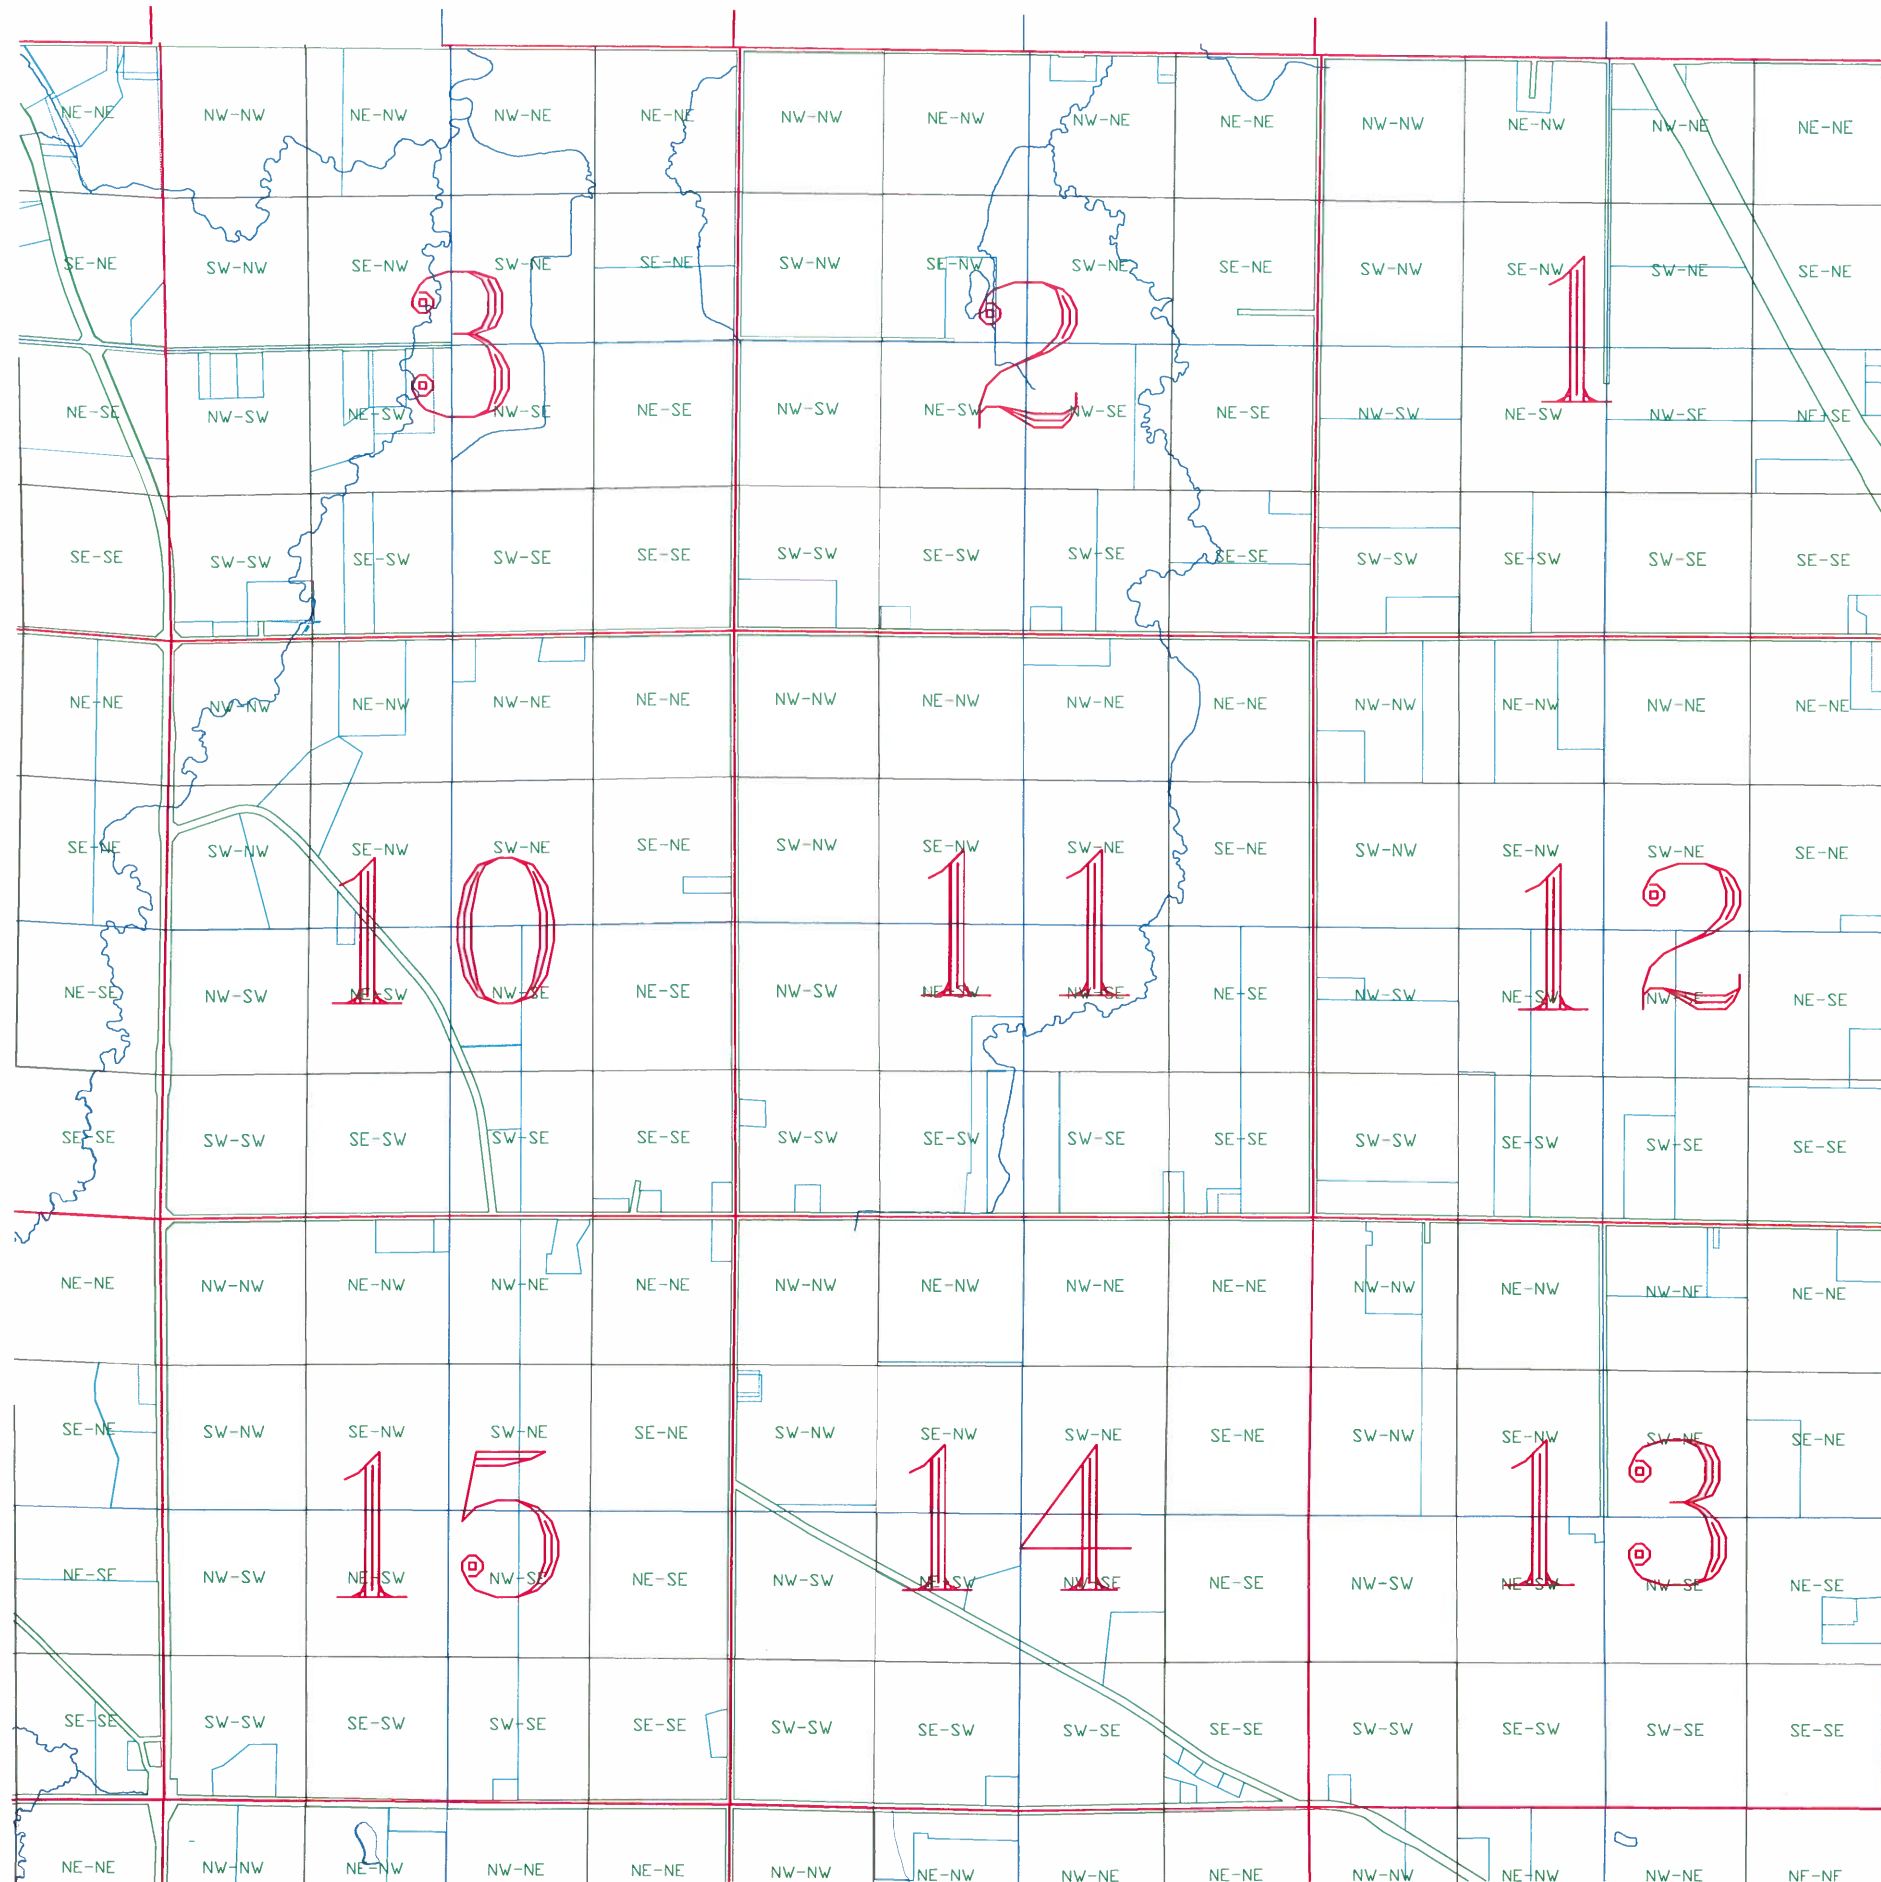 NE-NE NW-NW NE-NW NW-NE NE-NE NW-NW NE-NW NW-NE NE-NE NW-NW NE-NW NW-NE NE-NE
SE-NE SW-NW SE-NW SW-NE SE-NE SW-NW SE-NW SW-NE SE-NE SW-NW SE-NW SW-NE SE-NE
3 2 1
NE-SE NW-SW NE-SW NW-SE NE-SE NW-SW NE-SW NW-SE NE-SE NW-SW NE-SW NW-SE NE-SE
SE-SE SW-SW SE-SW SW-SE SE-SE SW-SW SE-SW SW-SE SE-SE SW-SW SE-SW SW-SE SE-SE
NE-NE NW-NW NE-NW NW-NE NE-NE NW-NW NE-NW NW-NE NE-NE NW-NW NE-NW NW-NE NE-NE
SE-NE SW-NW SE-NW SW-NE SE-NE SW-NW SE-NW SW-NE SE-NE SW-NW SE-NW SW-NE SE-NE
10 11 12
NE-SE NW-SW NE-SW NW-SE NE-SE NW-SW NE-SW NW-SE NE-SE NW-SW NE-SW NW-SE NE-SE
SE-SE SW-SW SE-SW SW-SE SE-SE SW-SW SE-SW SW-SE SE-SE SW-SW SE-SW SW-SE SE-SE
NE-NE NW-NW NE-NW NW-NE NE-NE NW-NW NE-NW NW-NE NE-NE NW-NW NE-NW NW-NE NE-NE
SE-NE SW-NW SE-NW SW-NE SE-NE SW-NW SE-NW SW-NE SE-NE SW-NW SE-NW SW-NE SE-NE
15 14 13
NE-SE NW-SW NE-SW NW-SE NE-SE NW-SW NE-SW NW-SE NE-SE NW-SW NE-SW NW-SE NE-SE
SE-SE SW-SW SE-SW SW-SE SE-SE SW-SW SE-SW SW-SE SE-SE SW-SW SE-SW SW-SE SE-SE
NE-NE NW-NW NE-NW NW-NE NE-NE NW-NW NE-NW NW-NE NE-NE NW-NW NE-NW NW-NE NE-NE